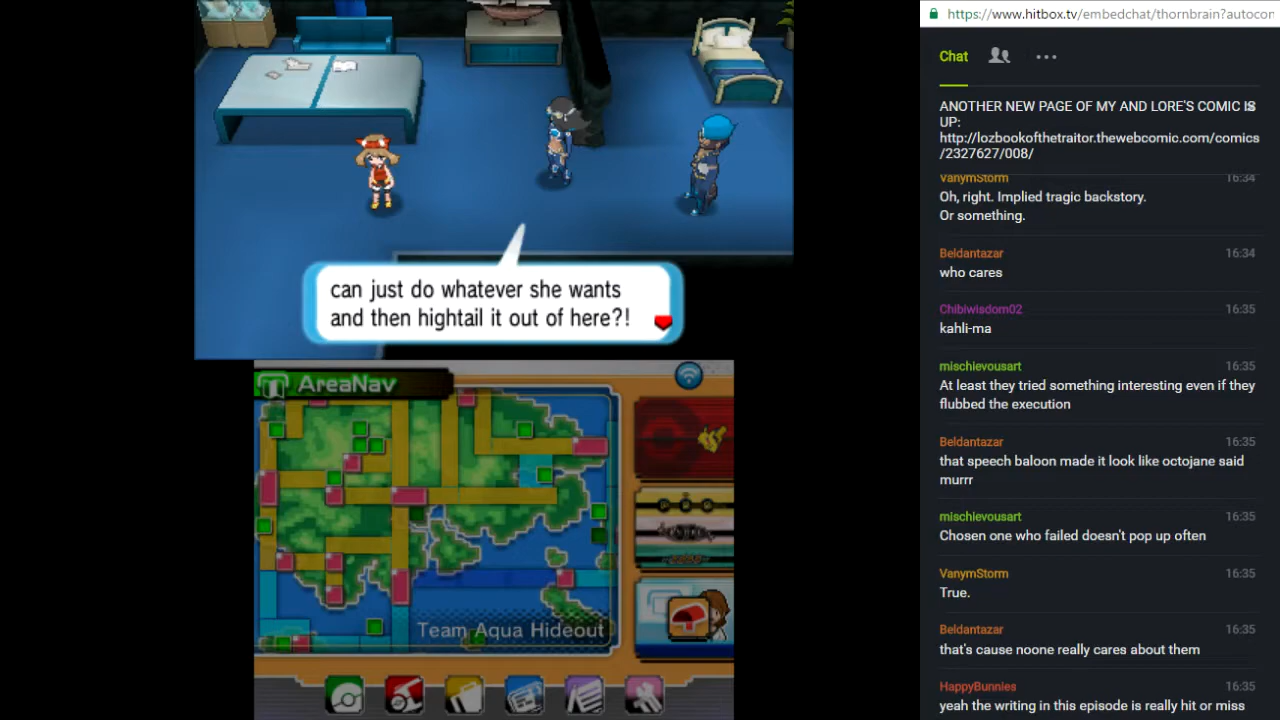 can just do whatever she wants
and then hightail it out of here?!
AreaNav
Team Aqua Hideout
https://www.hitbox.tv/embedchat/thornbrain?autocon
Chat
ANOTHER NEW PAGE OF MY AND LORE'S COMIC IS
UP:
http://lozbookofthetraitor.thewebcomic.com/comics
/2327627/008/
VanymStorm 16:34
Oh, right. Implied tragic backstory.
Or something.
Beldantazar 16:34
who cares
Chibiwisdom02 16:35
kahli-ma
mischievousart 16:35
At least they tried something interesting even if they
flubbed the execution
Beldantazar 16:35
that speech baloon made it look like octojane said
murrr
mischievousart 16:35
Chosen one who failed doesn't pop up often
VanymStorm 16:35
True.
Beldantazar 16:35
that's cause noone really cares about them
HappyBunnies 16:35
yeah the writing in this episode is really hit or miss